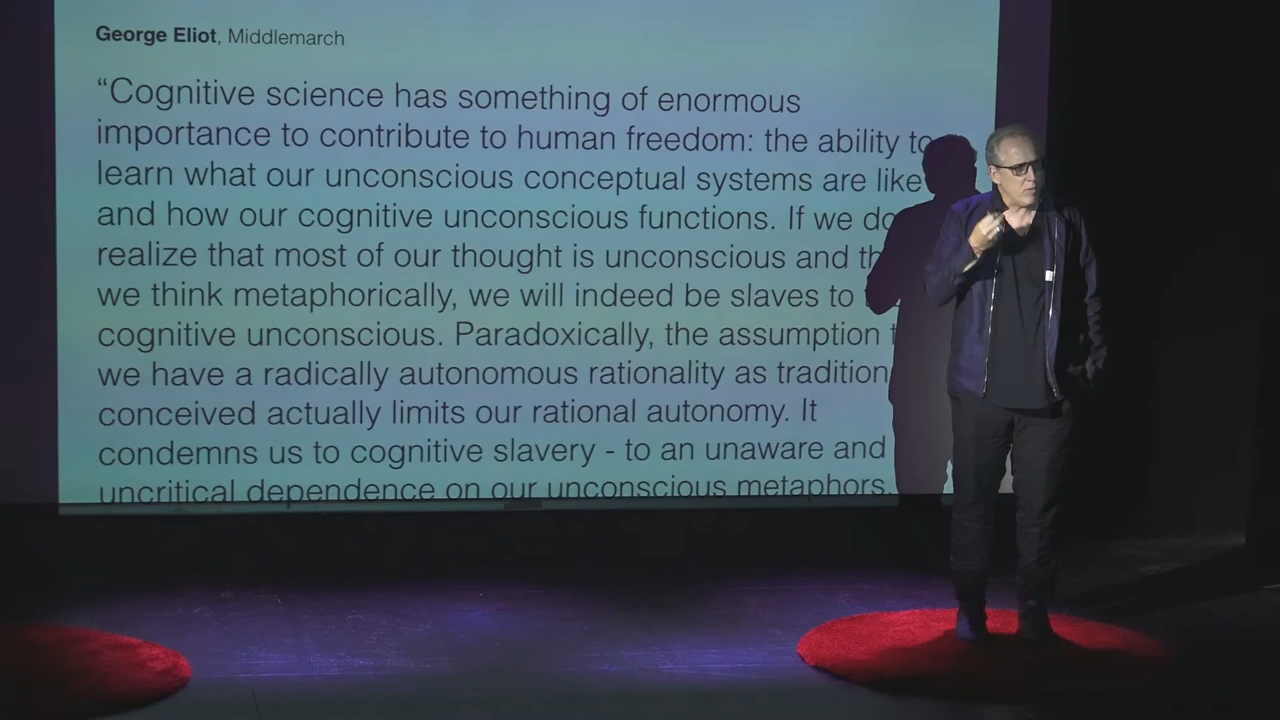 George Eliot, Middlemarch
“Cognitive science has something of enormous
importance to contribute to human freedom: the ability to
learn what our unconscious conceptual systems are like
and how our cognitive unconscious functions. If we do
realize that most of our thought is unconscious and
we think metaphorically, we will indeed be slaves to
cognitive unconscious. Paradoxically, the assumption
we have a radically autonomous rationality as tradition
conceived actually limits our rational autonomy. It
condemns us to cognitive slavery - to an unaware and
uncritical dependence on our unconscious metaphors.